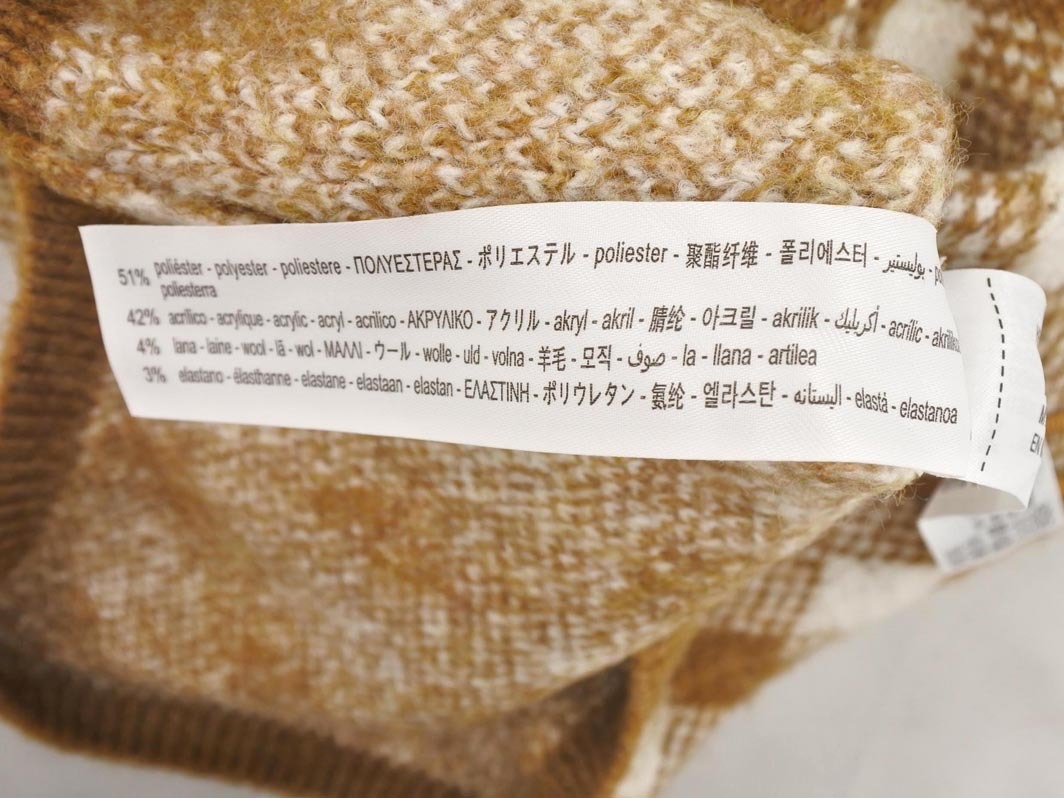 51% poliéster - polyester - poliestere - ΠΟΛΥΕΣΤΕΡΑΣ - ポリエステル - poliester - 聚酯纤维 - 폴리에스터 - بوليستير -
poliesterra
42% acrílico - acrylique - acrylic - acryl - acrilico - ΑΚΡΥΛΙΚΟ - アクリル - akryl - akril - 腈纶 - 아크릴 - akrilik - أكريليك - acrílic -
4% lana - laine - wool - lã - wol - ΜΑΛΛΙ - ウール - wolle - uld - volna - 羊毛 - 모직 - صوف - la - llana - artilea
3% elastano - élasthanne - elastane - elastaan - elastan - ΕΛΑΣΤΙΝΗ - ポリウレタン - 氨纶 - 엘라스탄 - اليستانه - elastà - elastanoa
EN